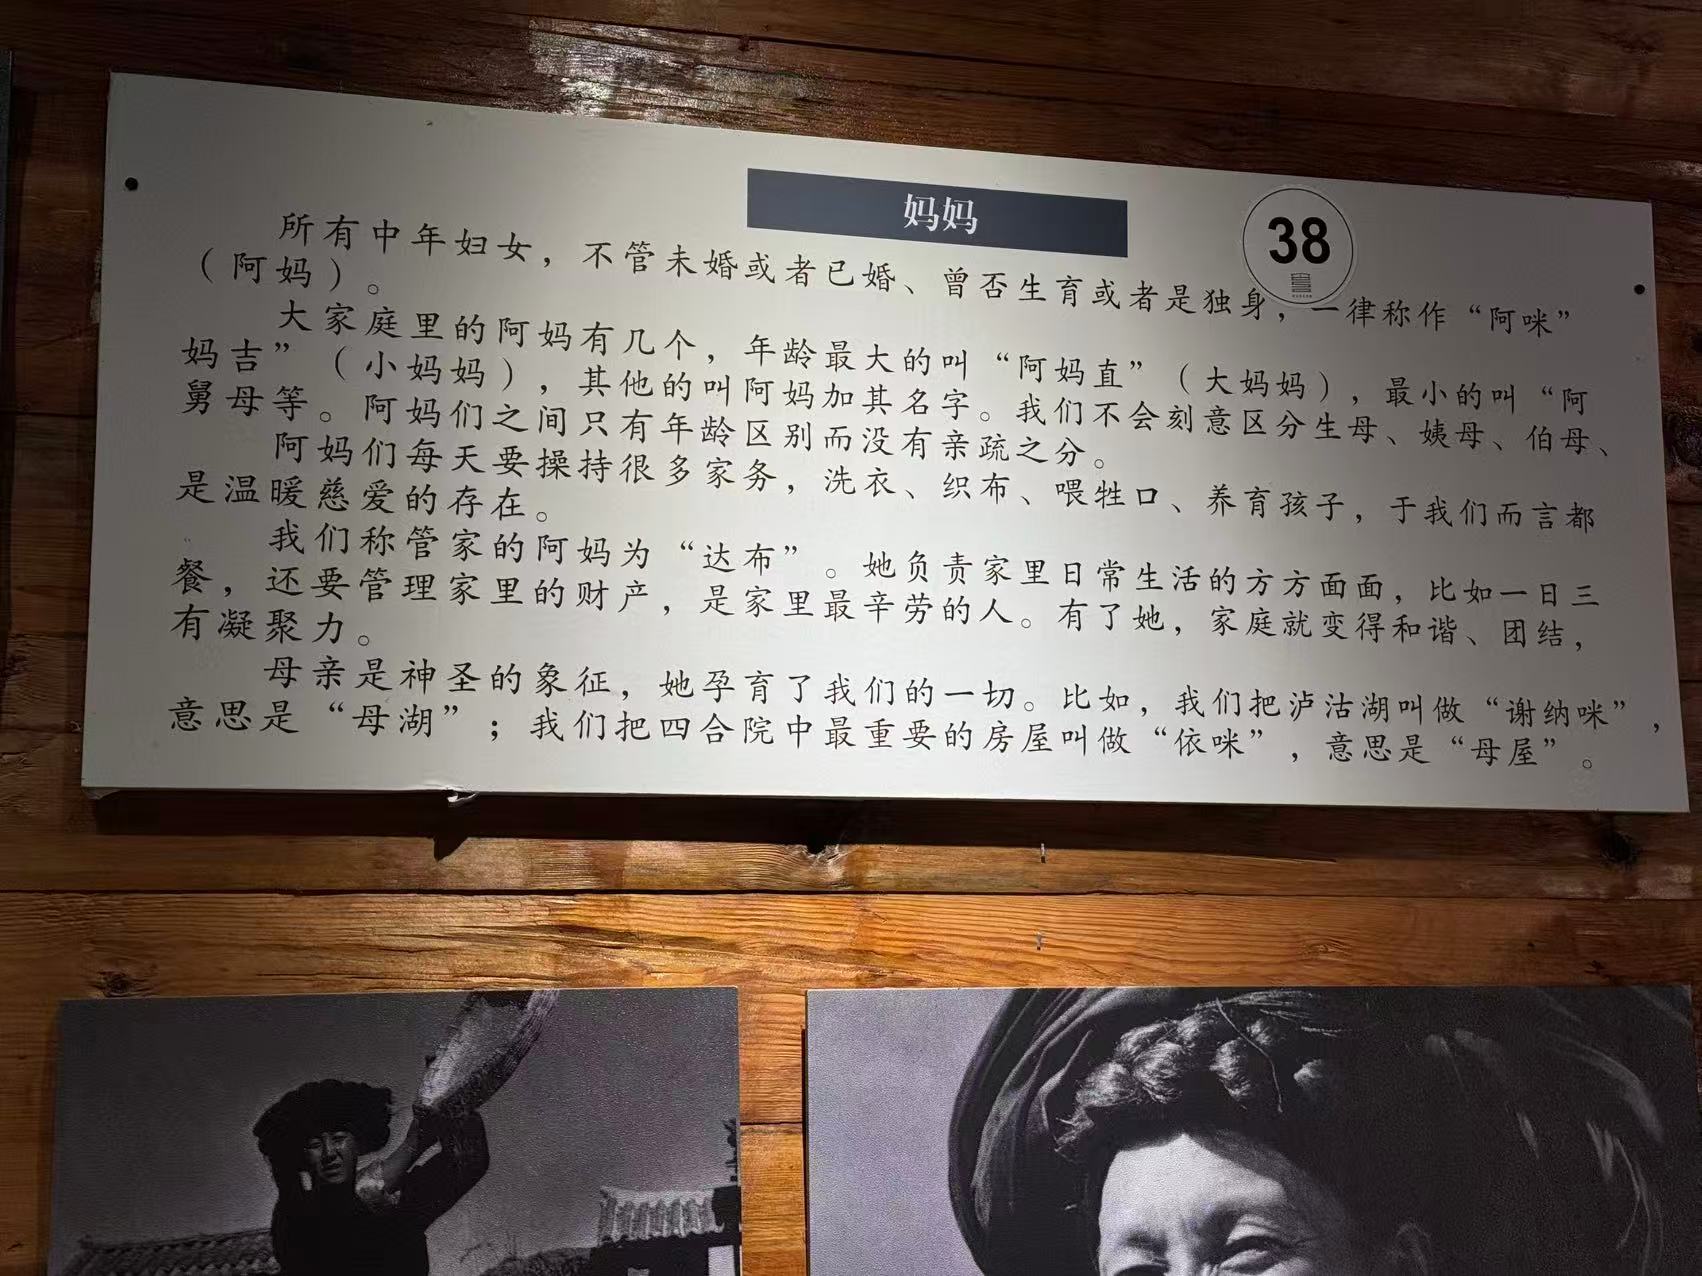 妈妈
38
所有中年妇女，不管未婚或者已婚、曾否生育或者是独身，一律称作“阿咪”
（阿妈）。
大家庭里的阿妈有几个，年龄最大的叫“阿妈直”（大妈妈），最小的叫“阿
妈吉”（小妈妈），其他的叫阿妈加其名字。我们不会刻意区分生母、姨母、伯母、
舅母等。阿妈们之间只有年龄区别而没有亲疏之分。
阿妈们每天要操持很多家务，洗衣、织布、喂牲口、养育孩子，于我们而言都
是温暖慈爱的存在。
我们称管家的阿妈为“达布”。她负责家里日常生活的方方面面，比如一日三
餐，还要管理家里的财产，是家里最辛劳的人。有了她，家庭就变得和谐、团结，
有凝聚力。
母亲是神圣的象征，她孕育了我们的一切。比如，我们把泸沽湖叫做“谢纳咪”，
意思是“母湖”；我们把四合院中最重要的房屋叫做“依咪”，意思是“母屋”。